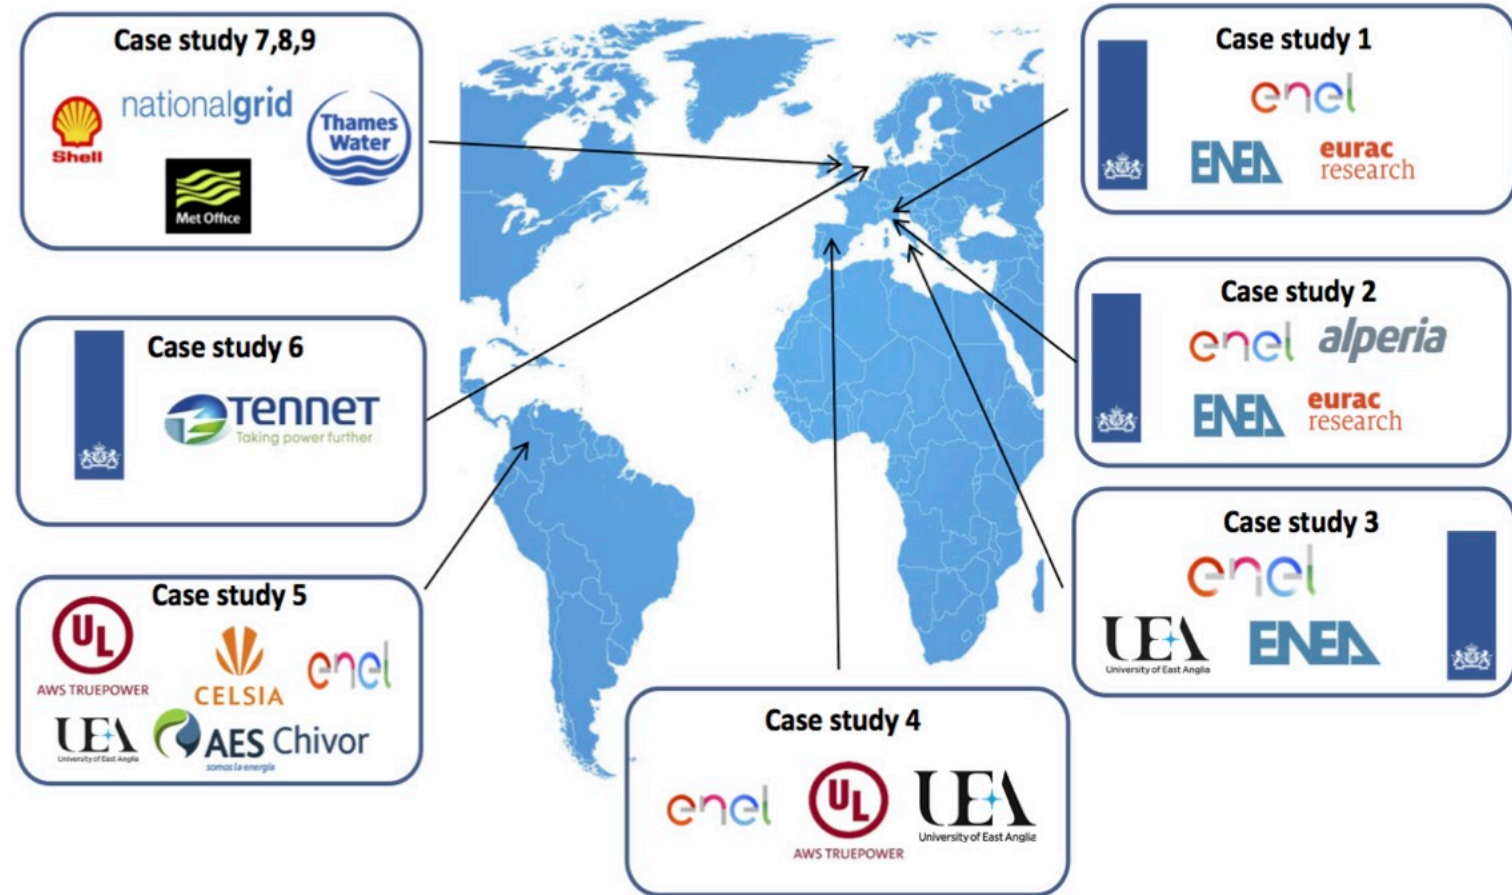 Case study 7,8,9
Shell
nationalgrid
Thames
Water
Met Office
Case study 6
TenneT
Taking power further
Case study 5
UL
AWS TRUEPOWER
CELSIA
enel
UEA
University of East Anglia
AES Chivor
somos la energía
Case study 4
enel
UL
AWS TRUEPOWER
UEA
University of East Anglia
Case study 1
enel
ENEA
eurac
research
Case study 2
enel
alperia
ENEA
eurac
research
Case study 3
enel
UEA
University of East Anglia
ENEA